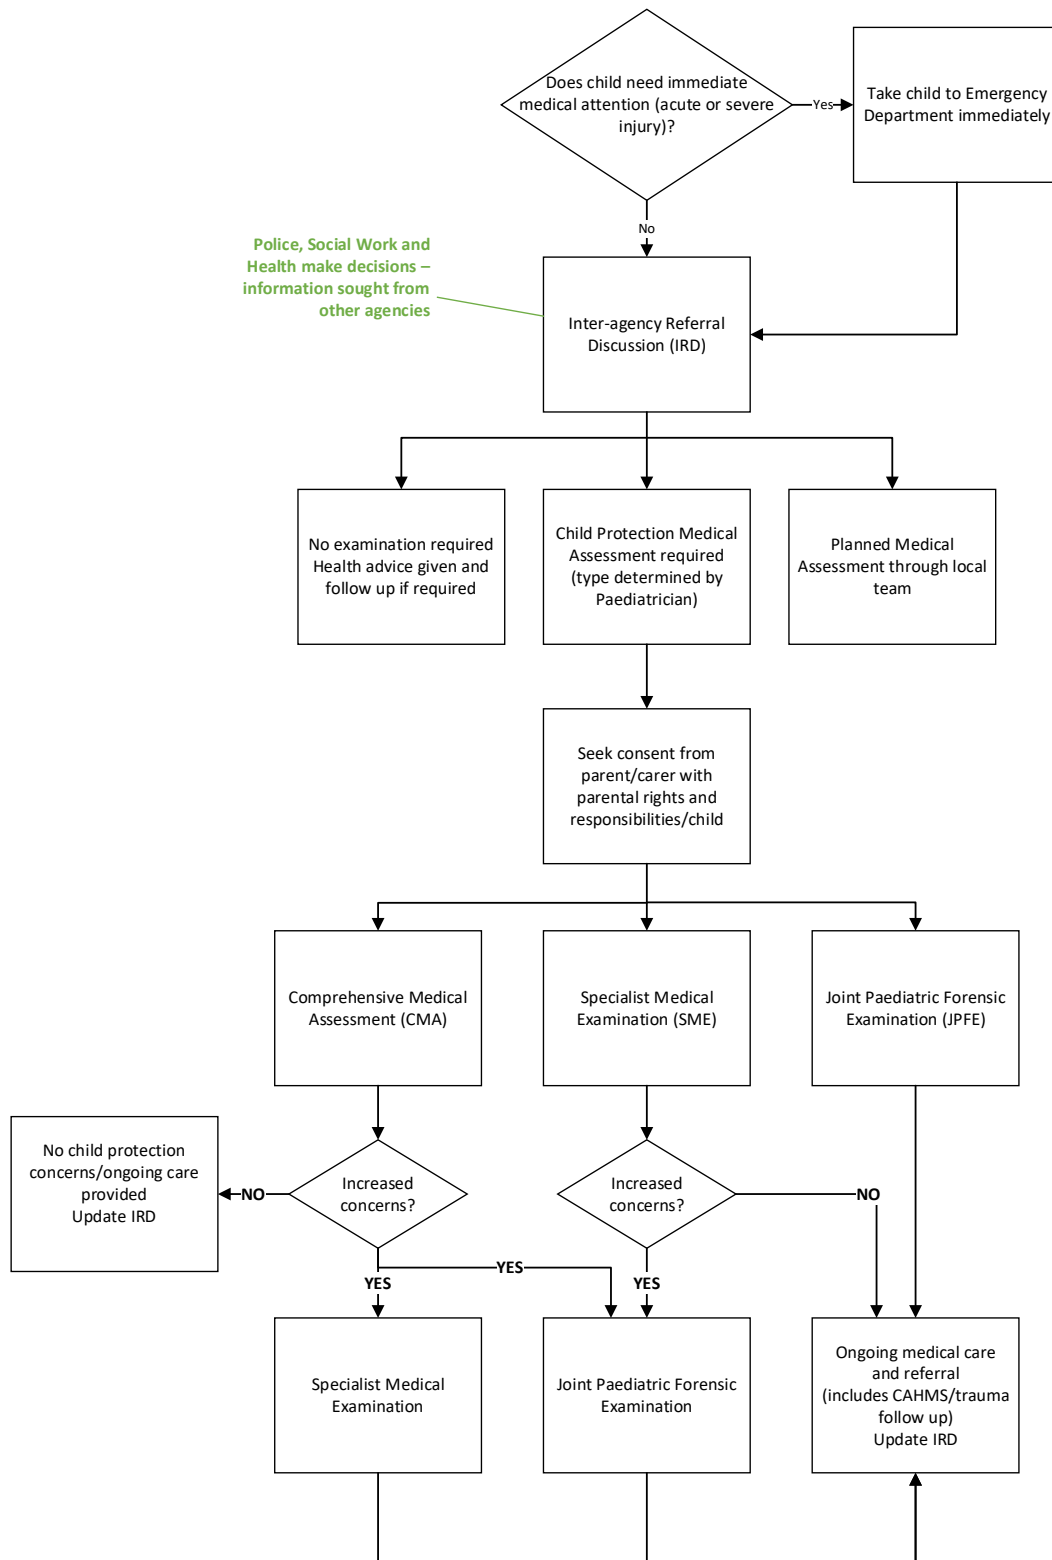 Does child need immediate
medical attention (acute or severe
injury)?
Yes
Take child to Emergency
Department immediately
No
Police, Social Work and
Health make decisions –
information sought from
other agencies
Inter-agency Referral
Discussion (IRD)
No examination required
Health advice given and
follow up if required
Child Protection Medical
Assessment required
(type determined by
Paediatrician)
Planned Medical
Assessment through local
team
Seek consent from
parent/carer with
parental rights and
responsibilities/child
Comprehensive Medical
Assessment (CMA)
Specialist Medical
Examination (SME)
Joint Paediatric Forensic
Examination (JPFE)
No child protection
concerns/ongoing care
provided
Update IRD
NO
Increased
concerns?
Increased
concerns?
NO
YES
YES
YES
Specialist Medical
Examination
Joint Paediatric Forensic
Examination
Ongoing medical care
and referral
(includes CAHMS/trauma
follow up)
Update IRD